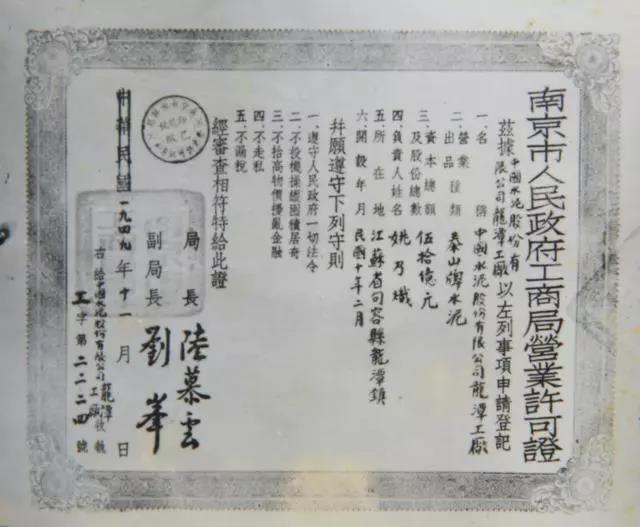 南京市人民政府工商局營業許可證
茲據中國水泥股份有限公司龍潭工廠以左列事項申請登記
一．名稱 中國水泥股份有限公司龍潭工廠
二．營業種類 出品 泰山牌水泥
三．資本總額及股份總數 伍拾億元
四．負責人姓名 姚乃熾
五．所在地 江蘇省句容縣龍潭鎮
六．開設年月 民國十年二月
幷願遵守下列守則
一．遵守人民政府一切法令
二．不投機操縱囤積居奇
三．不抬高物價擾亂金融
四．不走私
五．不漏稅
經審查相符特給此證
局長 陸慕雲
副局長 劉峯
中華民國一九四九年十一月 日
右給中國水泥股份有限公司龍潭工廠收執
工字第二二二四號